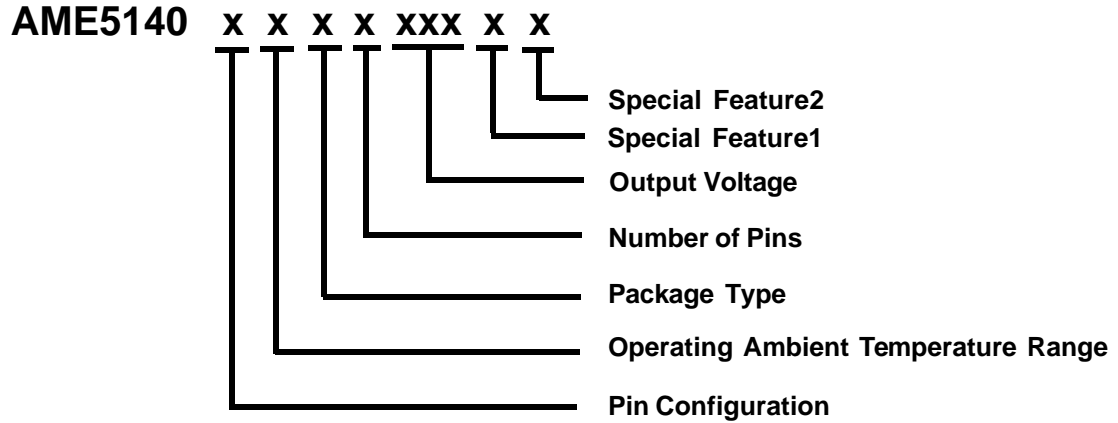 AME5140 x x x x xxx x x
Special Feature2
Special Feature1
Output Voltage
Number of Pins
Package Type
Operating Ambient Temperature Range
Pin Configuration